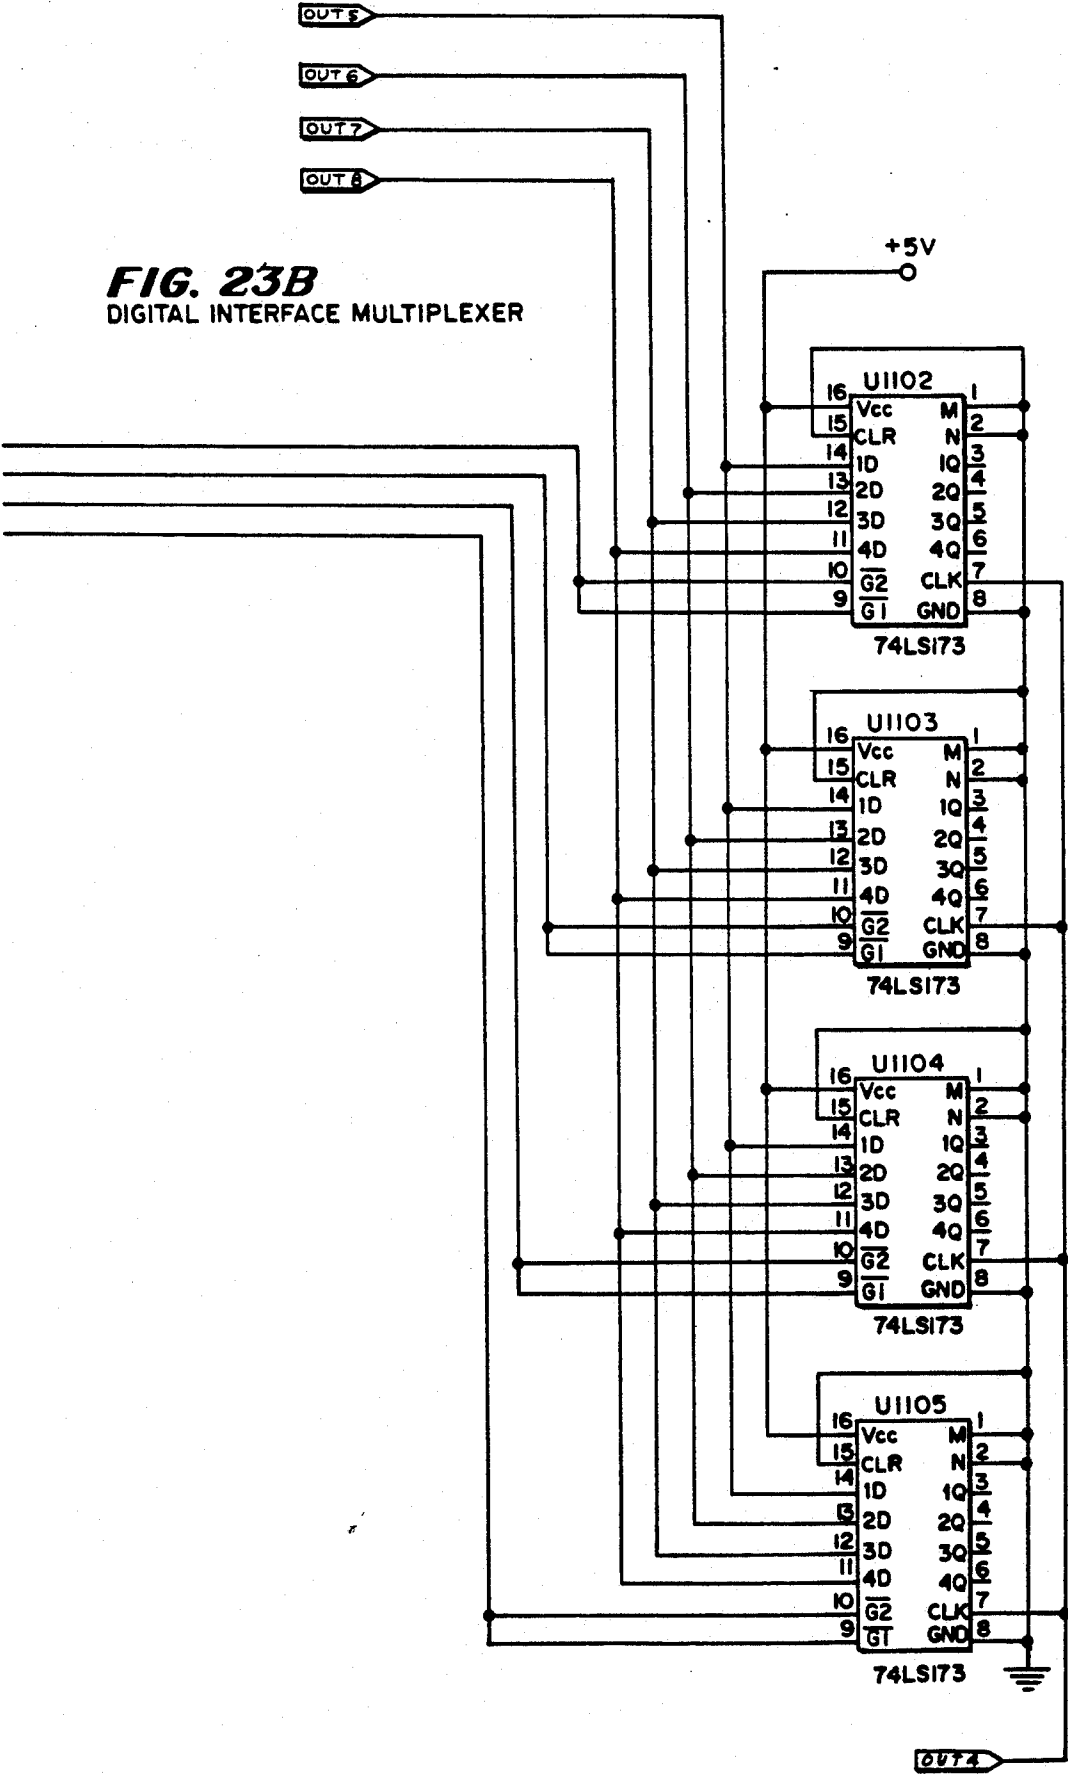 OUT 5
OUT 6
OUT 7
OUT 8
FIG. 23B
DIGITAL INTERFACE MULTIPLEXER
+5V
U1102
16 Vcc M 1
15 CLR N 2
14 1D 1Q 3
13 2D 2Q 4
12 3D 3Q 5
11 4D 4Q 6
10 G2 CLK 7
9 G1 GND 8
74LS173
U1103
16 Vcc M 1
15 CLR N 2
14 1D 1Q 3
13 2D 2Q 4
12 3D 3Q 5
11 4D 4Q 6
10 G2 CLK 7
9 G1 GND 8
74LS173
U1104
16 Vcc M 1
15 CLR N 2
14 1D 1Q 3
13 2D 2Q 4
12 3D 3Q 5
11 4D 4Q 6
10 G2 CLK 7
9 G1 GND 8
74LS173
U1105
16 Vcc M 1
15 CLR N 2
14 1D 1Q 3
13 2D 2Q 4
12 3D 3Q 5
11 4D 4Q 6
10 G2 CLK 7
9 G1 GND 8
74LS173
OUT 4